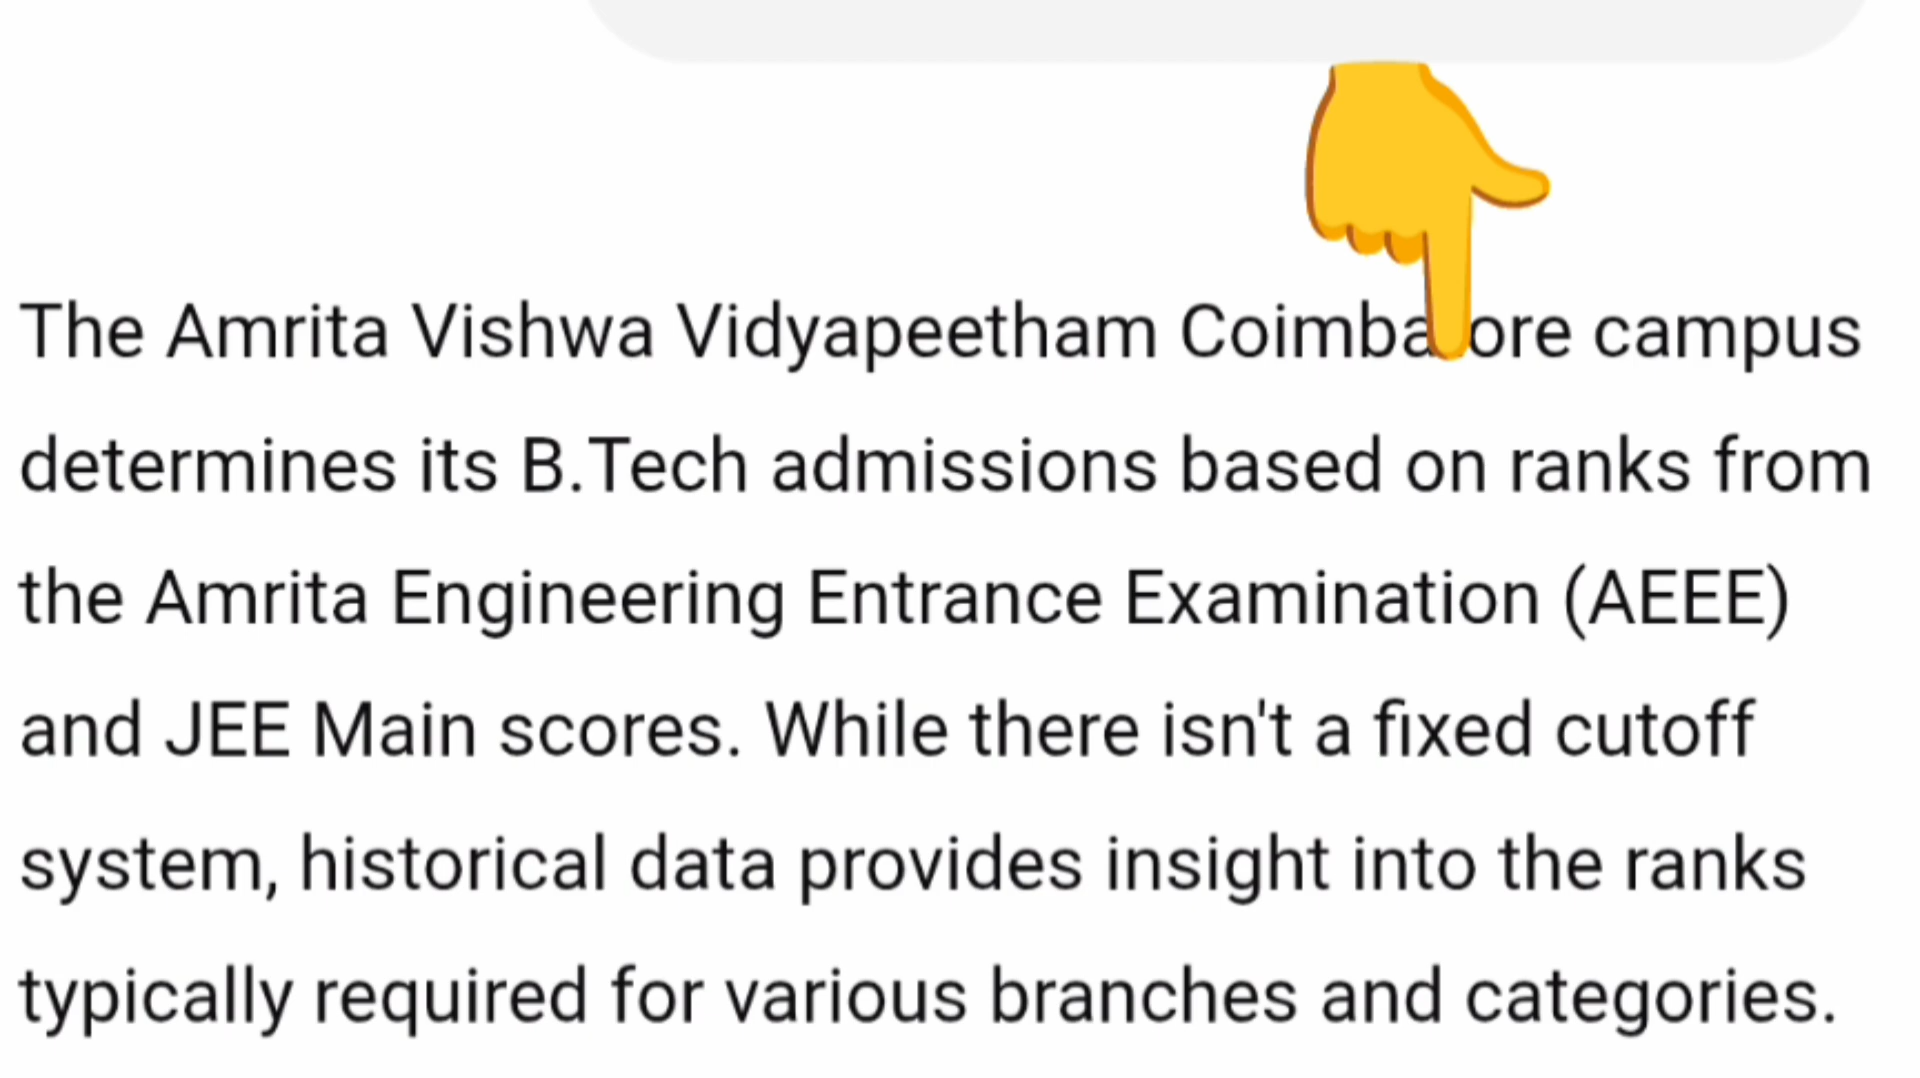 The Amrita Vishwa Vidyapeetham Coimbatore campus
determines its B.Tech admissions based on ranks from
the Amrita Engineering Entrance Examination (AEEE)
and JEE Main scores. While there isn't a fixed cutoff
system, historical data provides insight into the ranks
typically required for various branches and categories.